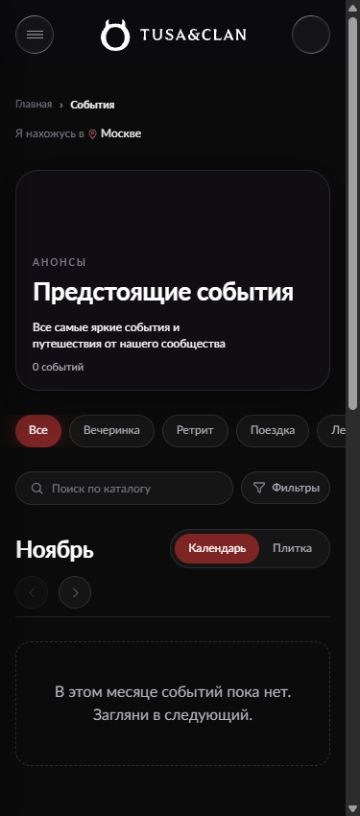 TUSA&CLAN
Главная › События
Я нахожусь в Москве
АНОНСЫ
Предстоящие события
Все самые яркие события и
путешествия от нашего сообщества
0 событий
Все Вечеринка Ретрит Поездка Ле
Поиск по каталогу Фильтры
Ноябрь Календарь Плитка
В этом месяце событий пока нет.
Загляни в следующий.